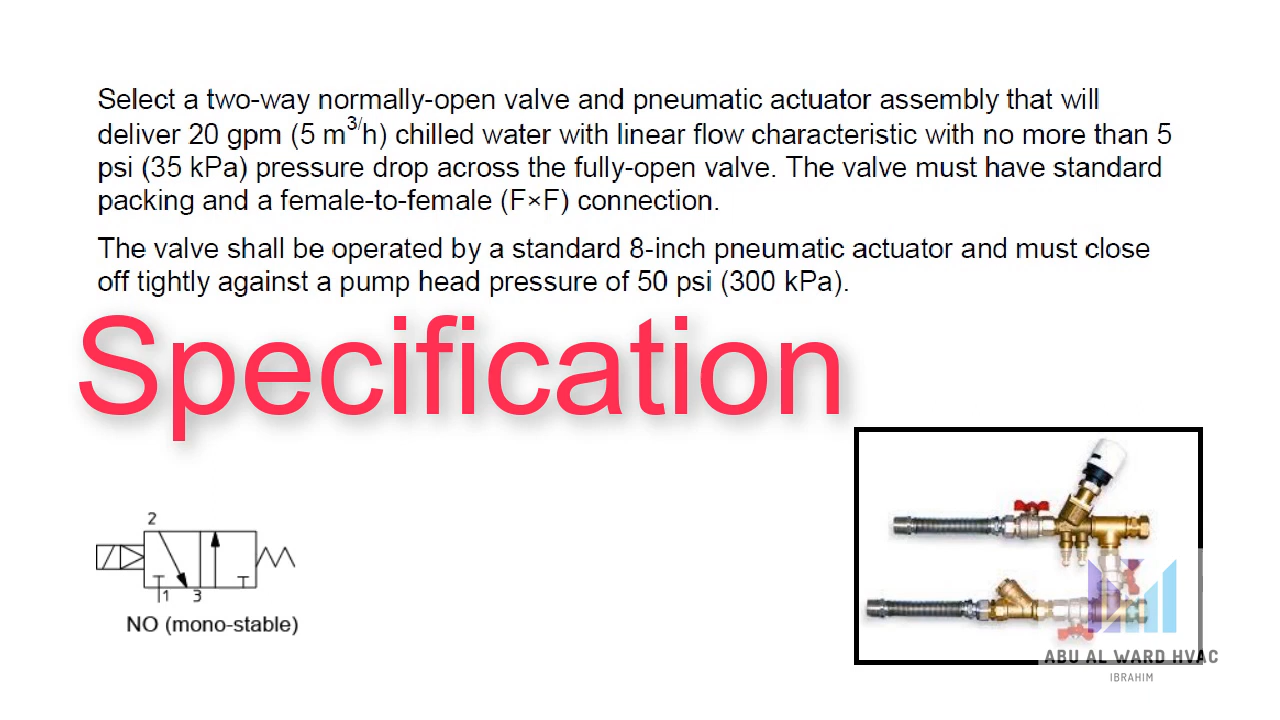 Select a two-way normally-open valve and pneumatic actuator assembly that will
deliver 20 gpm (5 m³/h) chilled water with linear flow characteristic with no more than 5
psi (35 kPa) pressure drop across the fully-open valve. The valve must have standard
packing and a female-to-female (F×F) connection.
The valve shall be operated by a standard 8-inch pneumatic actuator and must close
off tightly against a pump head pressure of 50 psi (300 kPa).
Specification
2
1 3
NO (mono-stable)
ABU AL WARD HVAC
IBRAHIM